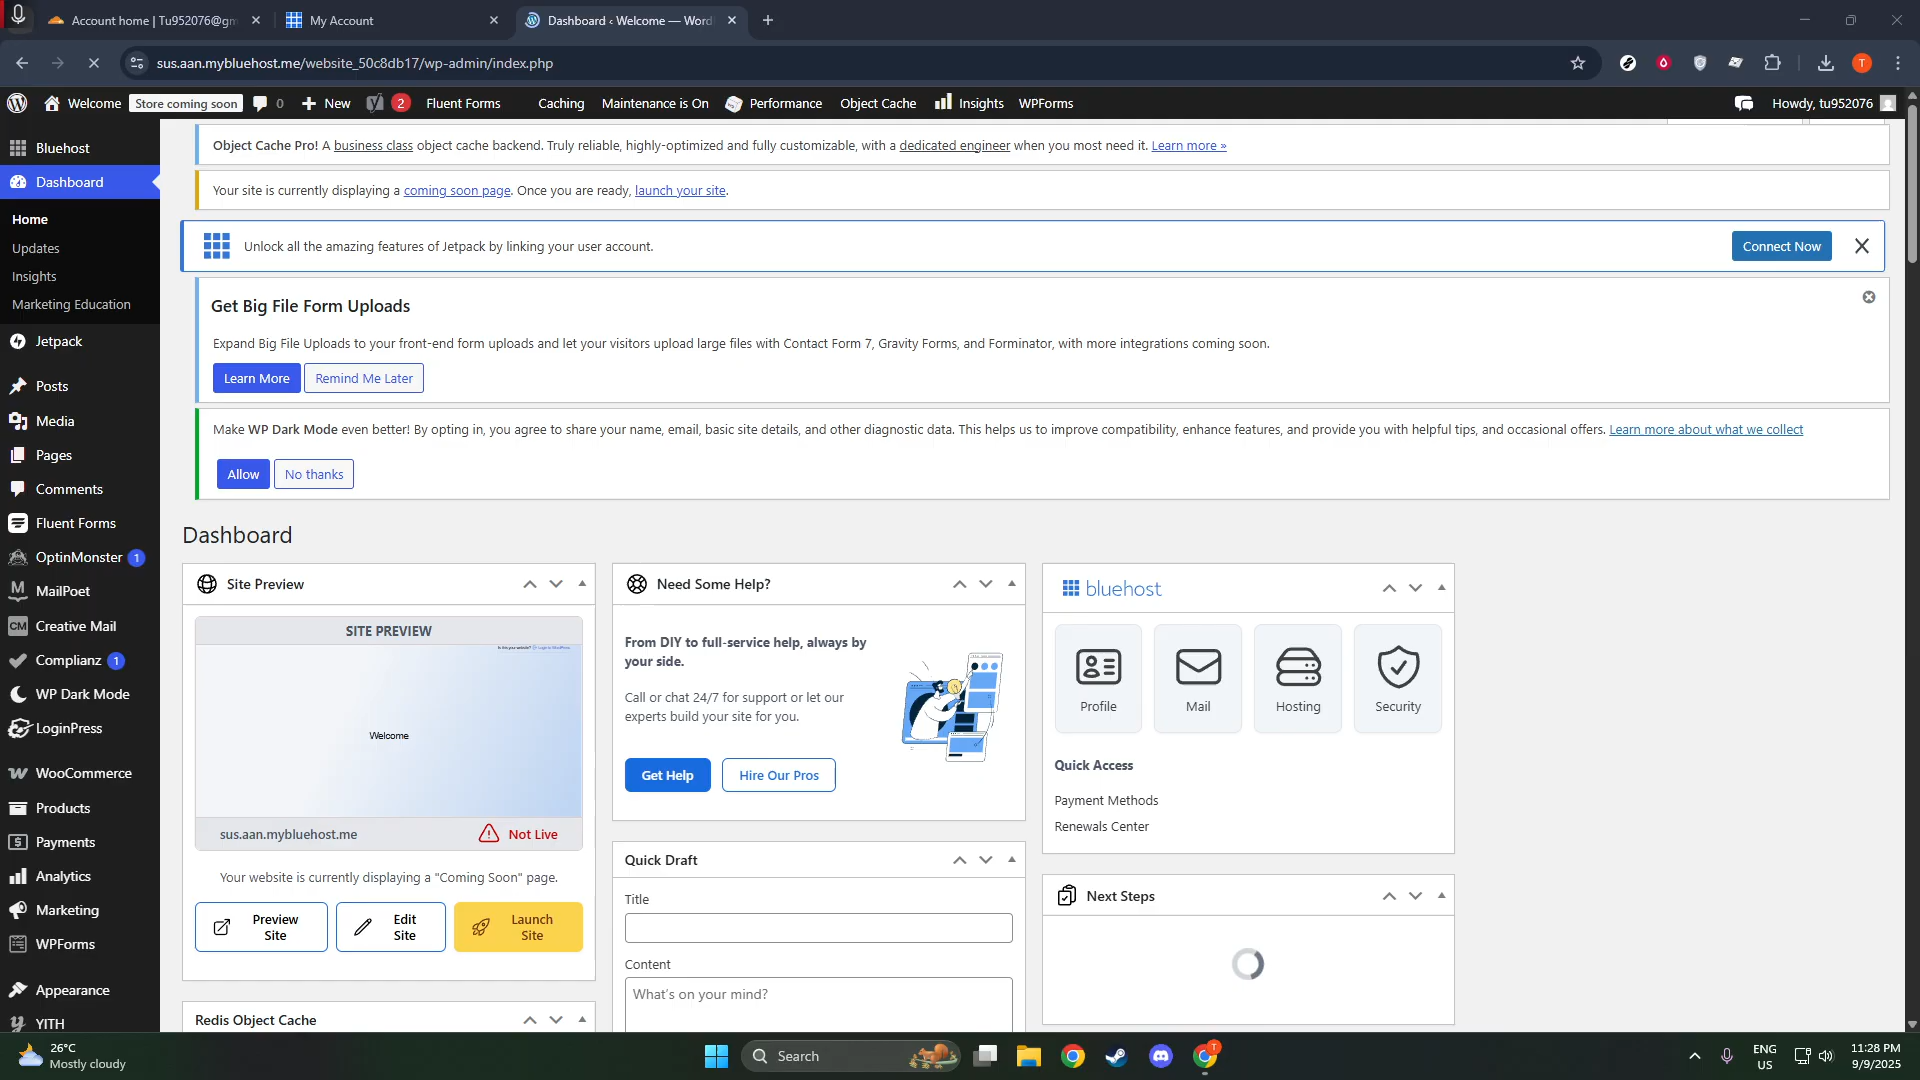 Account home | Tu952076@gm
My Account
Dashboard ‹ Welcome — Word
sus.aan.mybluehost.me/website_50c8db17/wp-admin/index.php
T
Welcome
Store coming soon
0
New
2
Fluent Forms
Caching
Maintenance is On
Performance
Object Cache
Insights
WPForms
Howdy, tu952076
Bluehost
Dashboard
Home
Updates
Insights
Marketing Education
Jetpack
Posts
Media
Pages
Comments
Fluent Forms
OptinMonster 1
MailPoet
CM Creative Mail
Complianz 1
WP Dark Mode
LoginPress
WooCommerce
Products
Payments
Analytics
Marketing
WPForms
Appearance
YITH
Object Cache Pro! A business class object cache backend. Truly reliable, highly-optimized and fully customizable, with a dedicated engineer when you most need it. Learn more »
Your site is currently displaying a coming soon page. Once you are ready, launch your site.
Unlock all the amazing features of Jetpack by linking your user account.
Connect Now
Get Big File Form Uploads
Expand Big File Uploads to your front-end form uploads and let your visitors upload large files with Contact Form 7, Gravity Forms, and Forminator, with more integrations coming soon.
Learn More
Remind Me Later
Make WP Dark Mode even better! By opting in, you agree to share your name, email, basic site details, and other diagnostic data. This helps us to improve compatibility, enhance features, and provide you with helpful tips, and occasional offers. Learn more about what we collect
Allow
No thanks
Dashboard
Site Preview
SITE PREVIEW
Is this your website? Login to WordPress
Welcome
sus.aan.mybluehost.me
Not Live
Your website is currently displaying a "Coming Soon" page.
Preview
Site
Edit
Site
Launch
Site
Redis Object Cache
Need Some Help?
From DIY to full-service help, always by
your side.
Call or chat 24/7 for support or let our
experts build your site for you.
Get Help
Hire Our Pros
Quick Draft
Title
Content
What's on your mind?
bluehost
Profile
Mail
Hosting
Security
Quick Access
Payment Methods
Renewals Center
Next Steps
26°C
Mostly cloudy
Search
T
ENG
US
11:28 PM
9/9/2025